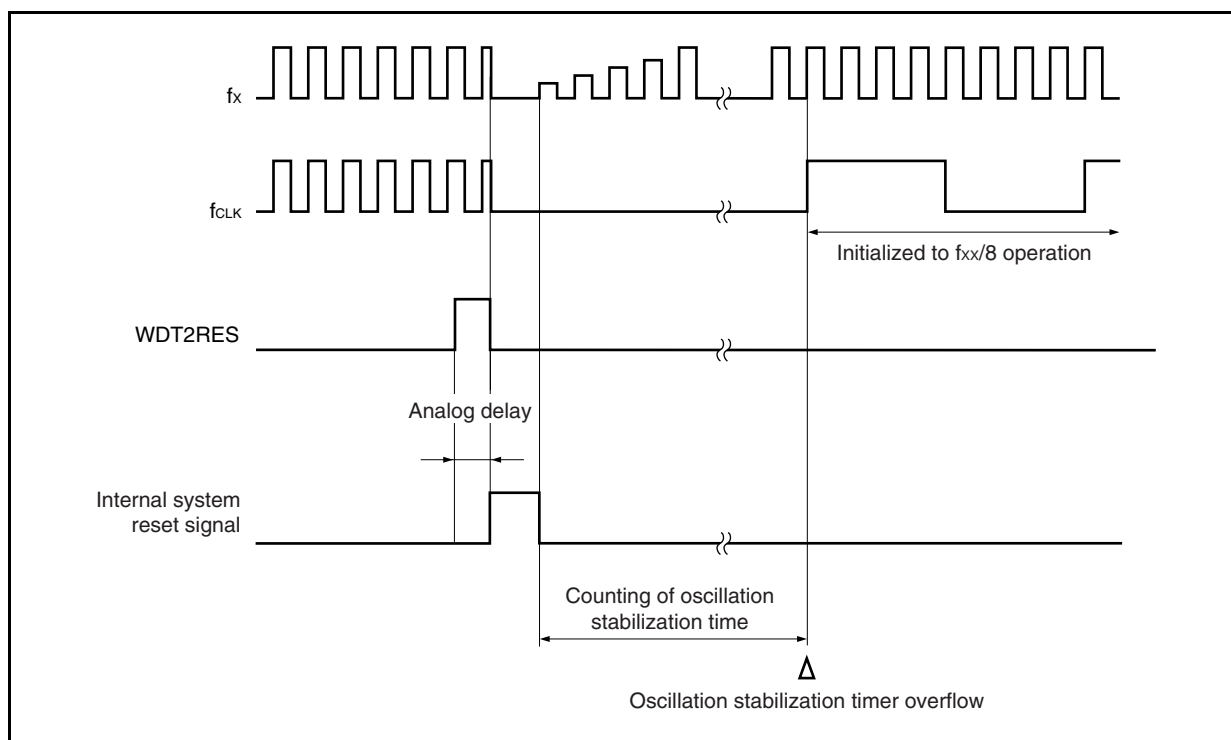 fX
fCLK
Initialized to fXX/8 operation
WDT2RES
Analog delay
Internal system
reset signal
Counting of oscillation
stabilization time
Oscillation stabilization timer overflow